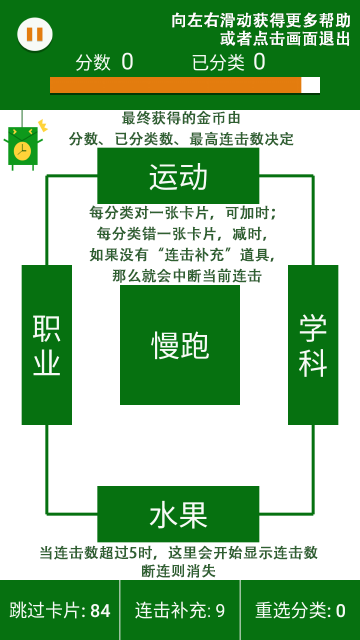 向左右滑动获得更多帮助
或者点击画面退出
分数 0
已分类 0
最终获得的金币由
分数、已分类数、最高连击数决定
运动
每分类对一张卡片，可加时；
每分类错一张卡片，减时，
如果没有“连击补充”道具，
那么就会中断当前连击
职业
慢跑
学科
水果
当连击数超过5时，这里会开始显示连击数
断连则消失
跳过卡片: 84
连击补充: 9
重选分类: 0